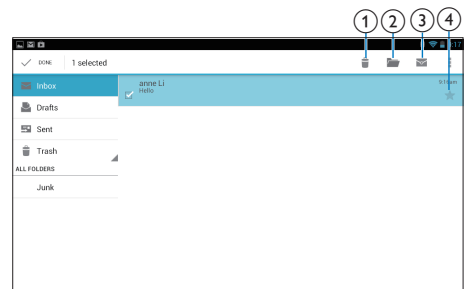 1 2 3 4
DONE 1 selected
Inbox
anne Li
Hello
Drafts
Sent
Trash
ALL FOLDERS
Junk